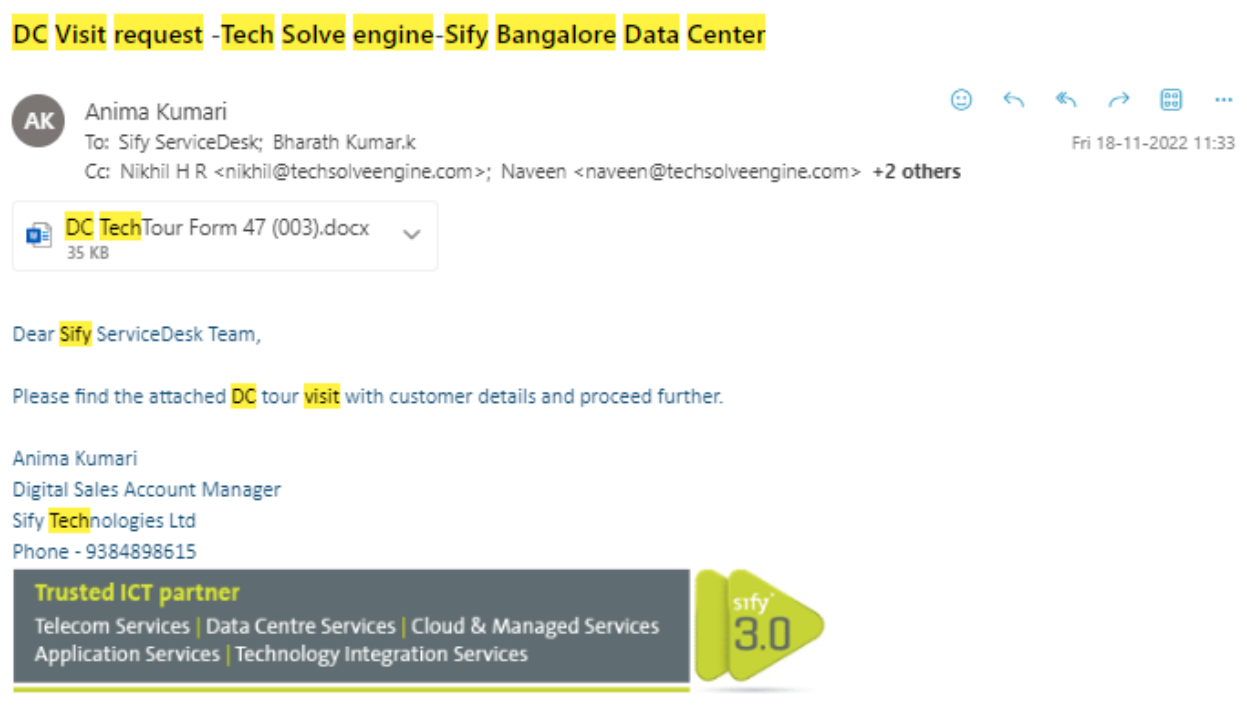 DC Visit request -Tech Solve engine-Sify Bangalore Data Center
AK
Anima Kumari
To: Sify ServiceDesk; Bharath Kumar.k
Fri 18-11-2022 11:33
Cc: Nikhil H R <nikhil@techsolveengine.com>; Naveen <naveen@techsolveengine.com> +2 others
DC TechTour Form 47 (003).docx
35 KB
Dear Sify ServiceDesk Team,
Please find the attached DC tour visit with customer details and proceed further.
Anima Kumari
Digital Sales Account Manager
Sify Technologies Ltd
Phone - 9384898615
Trusted ICT partner
Telecom Services | Data Centre Services | Cloud & Managed Services
Application Services | Technology Integration Services
sify
3.0